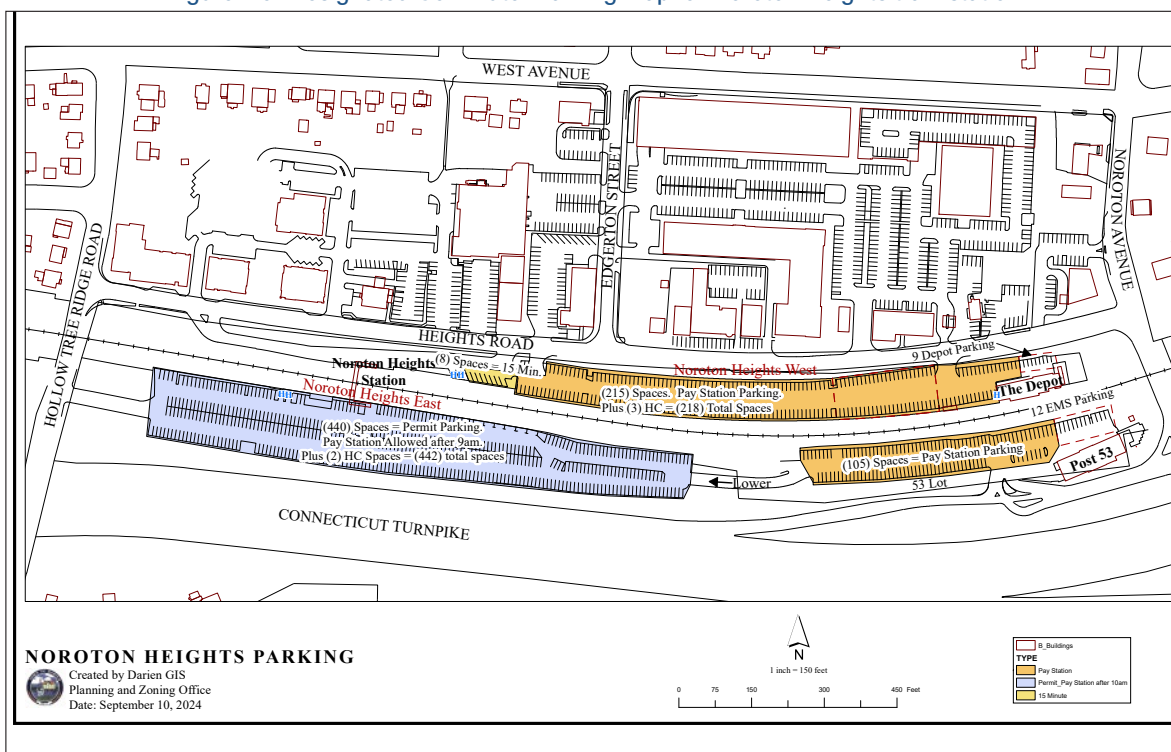 WEST AVENUE
EDGERTON STREET
NOROTON AVENUE
HOLLOW TREE RIDGE ROAD
HEIGHTS ROAD
9 Depot Parking
Noroton Heights
Station
(8) Spaces = 15 Min.
Noroton Heights West
Noroton Heights East
(215) Spaces. Pay Station Parking.
Plus (3) HC = (218) Total Spaces
The Depot
12 EMS Parking
(440) Spaces = Permit Parking.
Pay Station Allowed after 9am.
Plus (2) HC Spaces = (442) total spaces
(105) Spaces = Pay Station Parking
Post 53
Lower
53 Lot
CONNECTICUT TURNPIKE
NOROTON HEIGHTS PARKING
Created by Darien GIS
Planning and Zoning Office
Date: September 10, 2024
N
1 inch = 150 feet
0 75 150 300 450 Feet
B_Buildings
TYPE
Pay Station
Permit_Pay Station after 10am
15 Minute